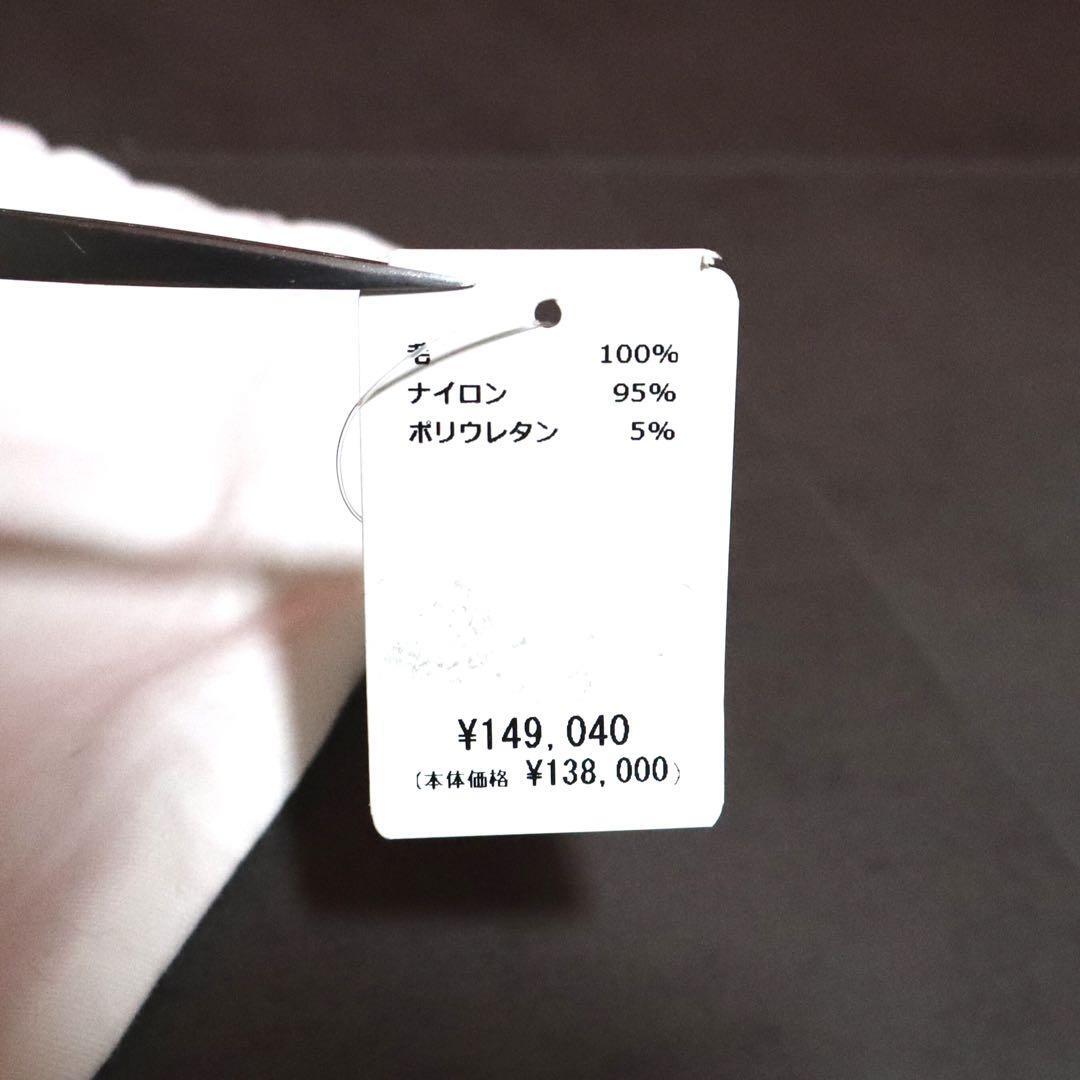 毛 100%
ナイロン 95%
ポリウレタン 5%
¥149,040
(本体価格 ¥138,000)